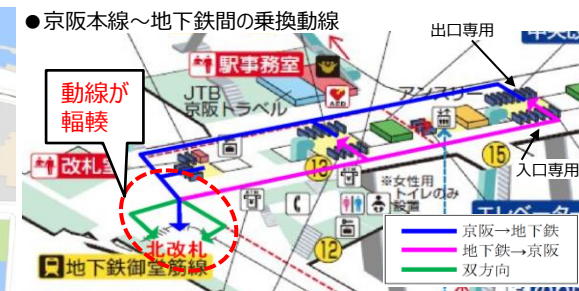 ●京阪本線～地下鉄間の乗換動線
出口専用
駅事務室
JTB
京阪トラベル
アンスリー
動線が
輻輳
改札
13
15
入口専用
※女性用
トイレのみ
設置
12
北改札
地下鉄御堂筋線
京阪→地下鉄
地下鉄→京阪
双方向